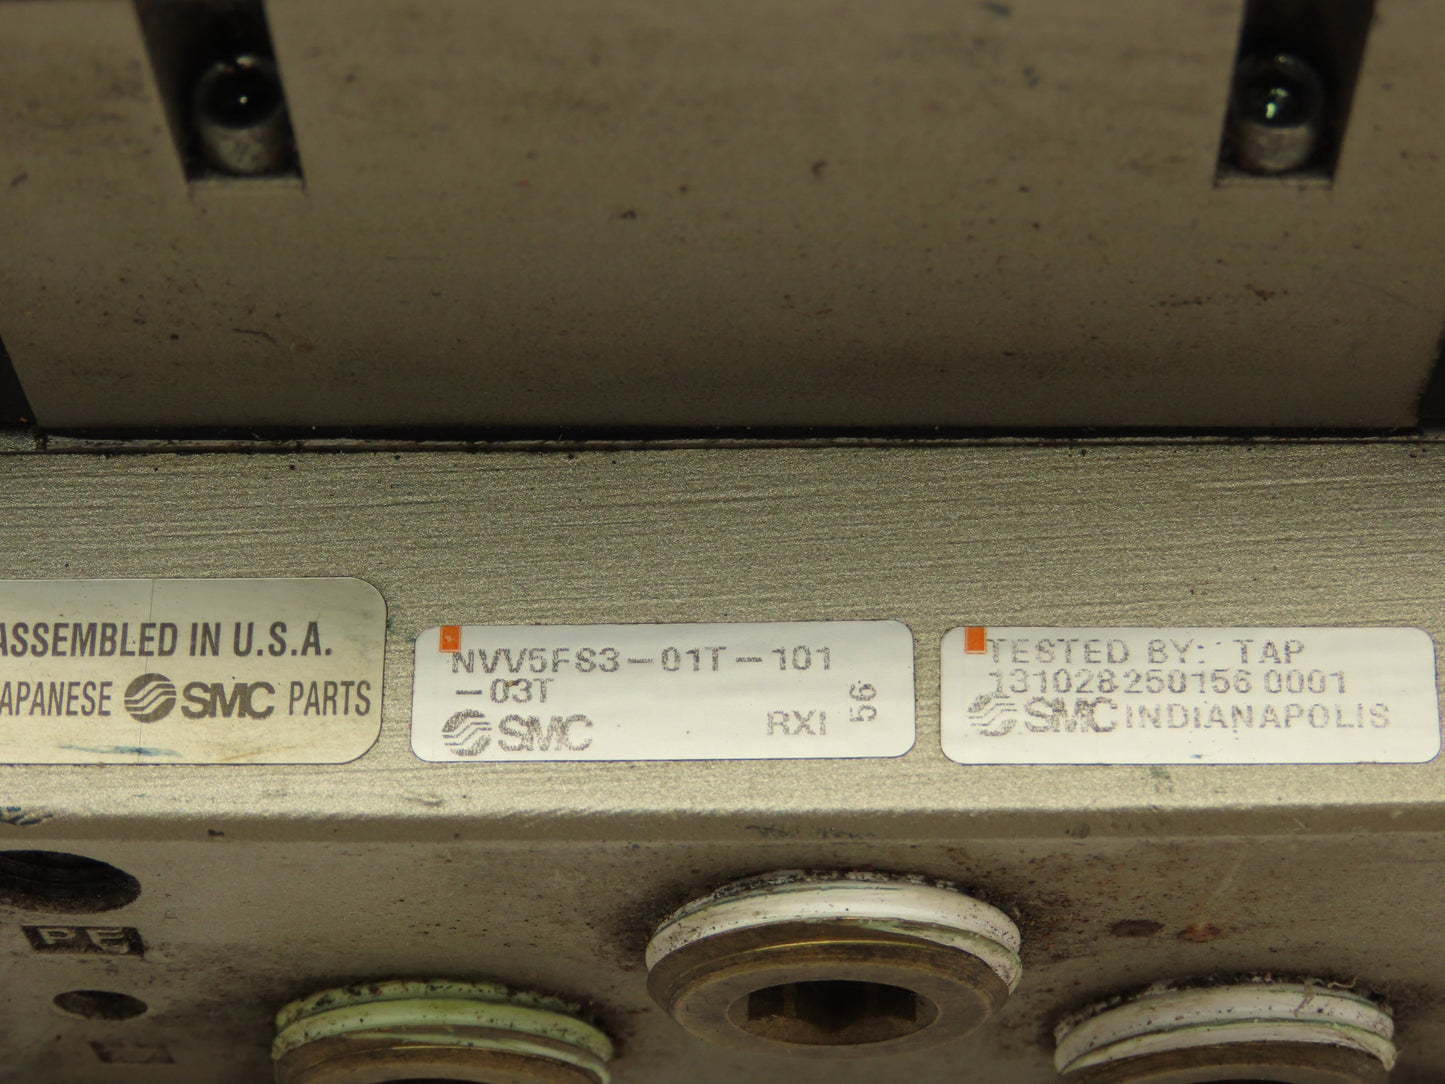 ASSEMBLED IN U.S.A.
JAPANESE SMC PARTS
NVV5FS3-01T-101
-03T
SMC RXI 56
TESTED BY: TAP
131028250156 0001
SMC INDIANAPOLIS
PE